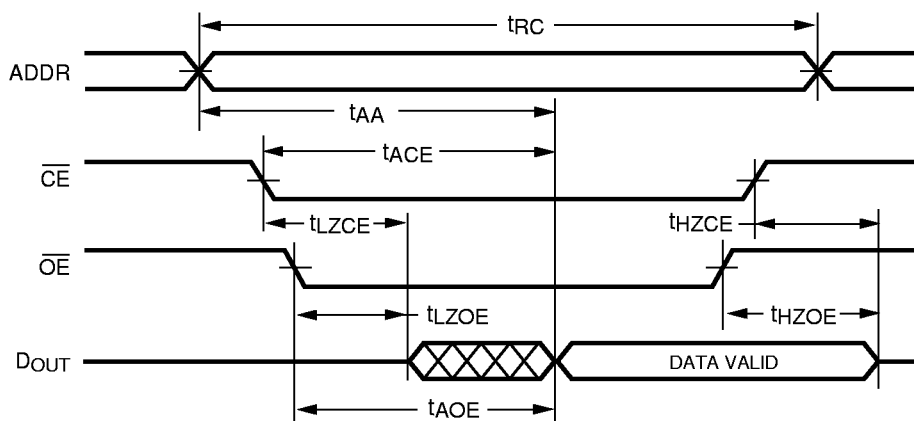 tRC
ADDR
tAA
tACE
CE
tLZCE
tHZCE
OE
tLZOE
tHZOE
DOUT
DATA VALID
tAOE